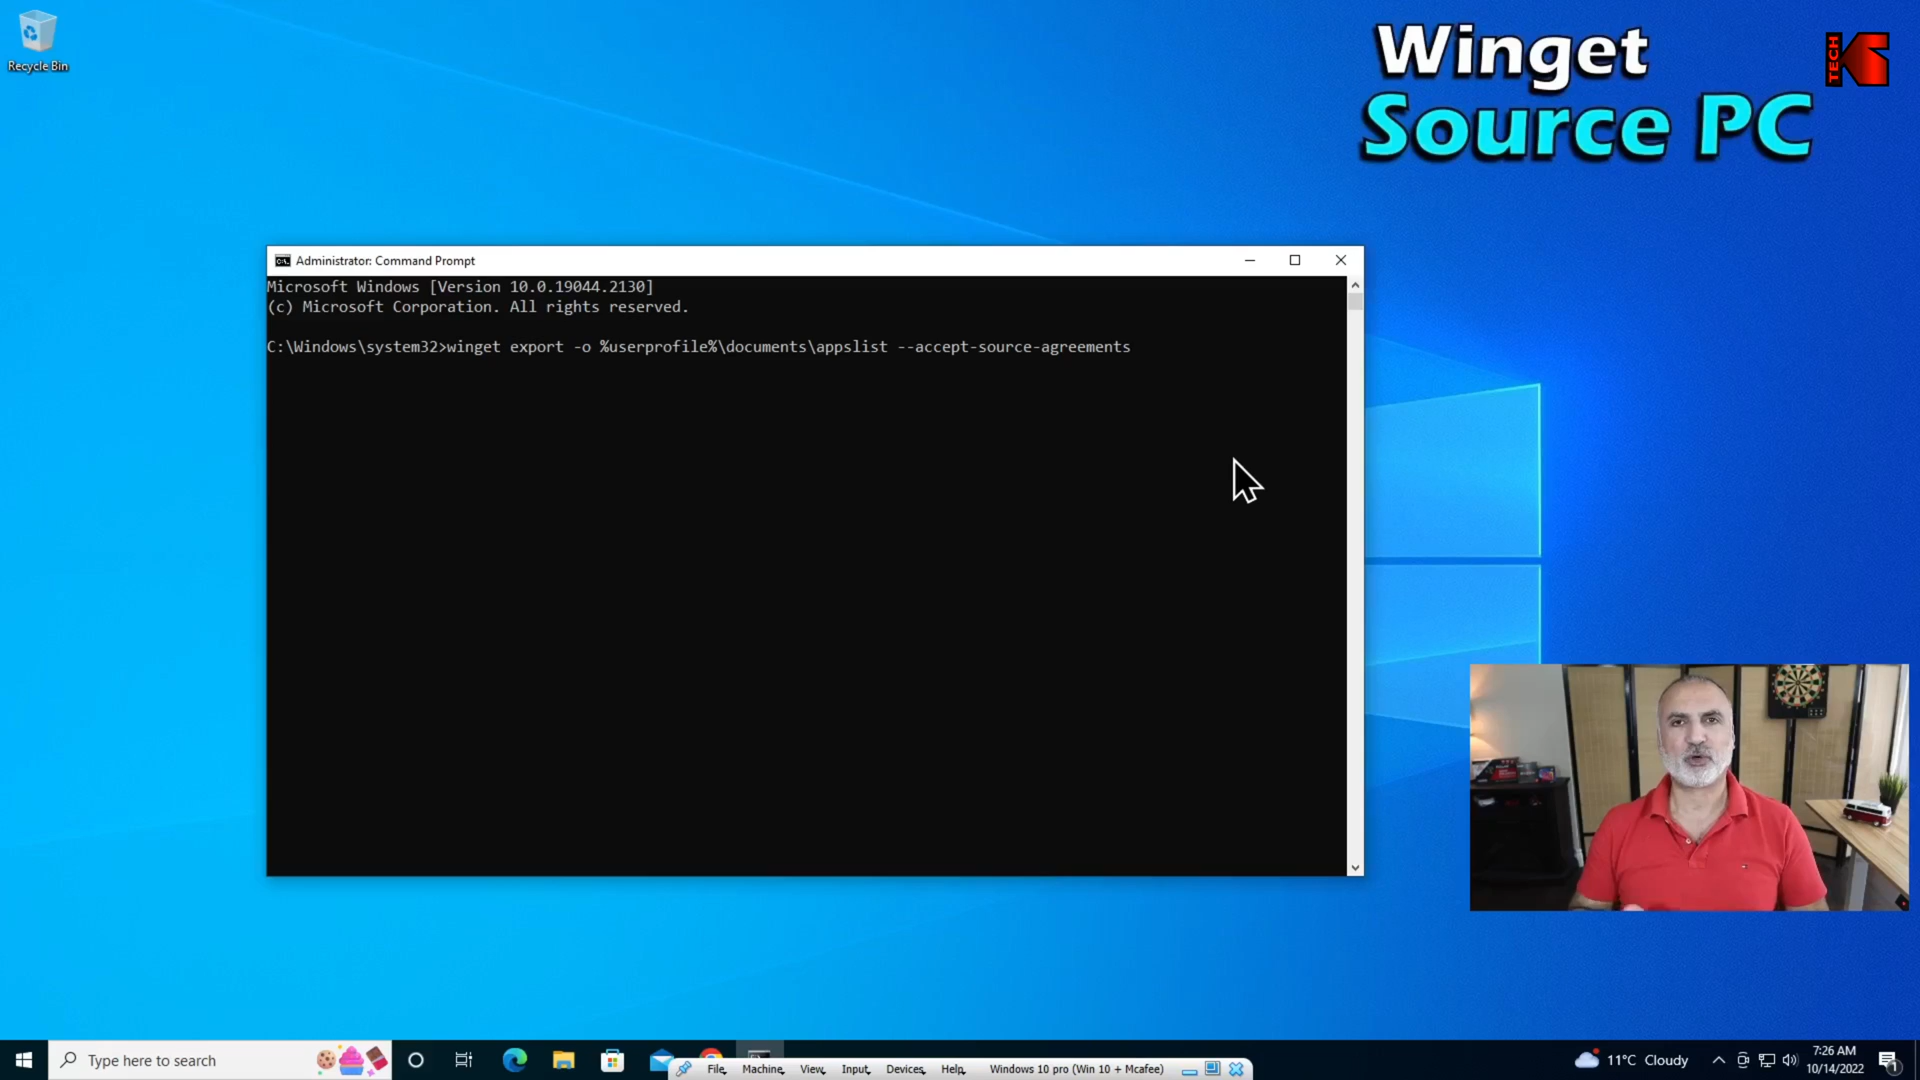 Recycle Bin
Winget
TECH
Source PC
Administrator: Command Prompt
Microsoft Windows [Version 10.0.19044.2130]
(c) Microsoft Corporation. All rights reserved.
C:\Windows\system32>winget export -o %userprofile%\documents\appslist --accept-source-agreements
Type here to search
File
Machine
View
Input
Devices
Help
Windows 10 pro (Win 10 + Mcafee)
11°C Cloudy
7:26 AM
10/14/2022
1